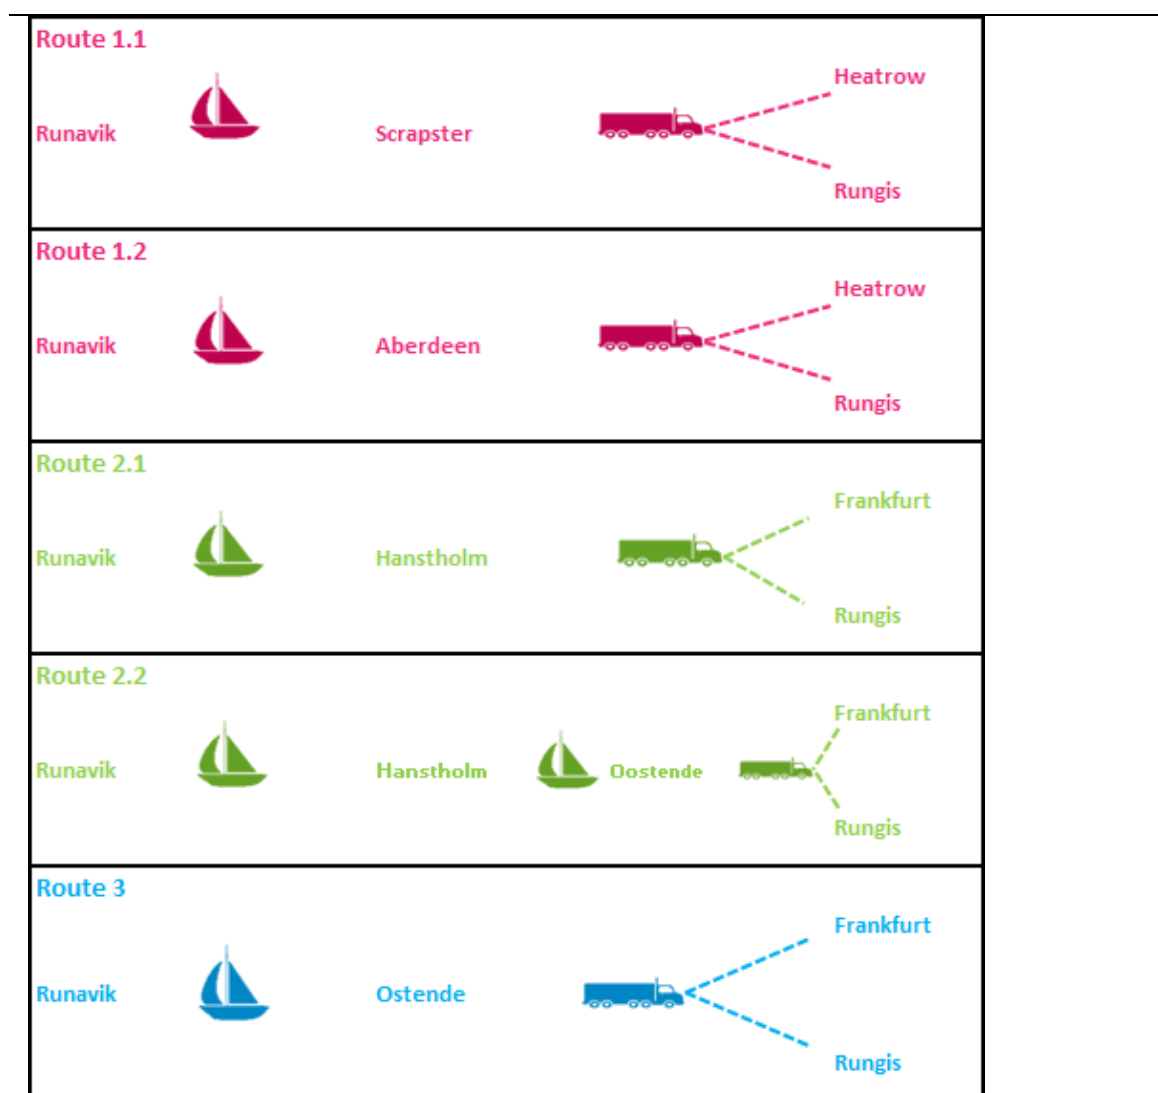 Route 1.1
Heatrow
Runavik Scrapster
Rungis
Route 1.2
Heatrow
Runavik Aberdeen
Rungis
Route 2.1
Frankfurt
Runavik Hanstholm
Rungis
Route 2.2
Frankfurt
Runavik Hanstholm Oostende
Rungis
Route 3
Frankfurt
Runavik Ostende
Rungis